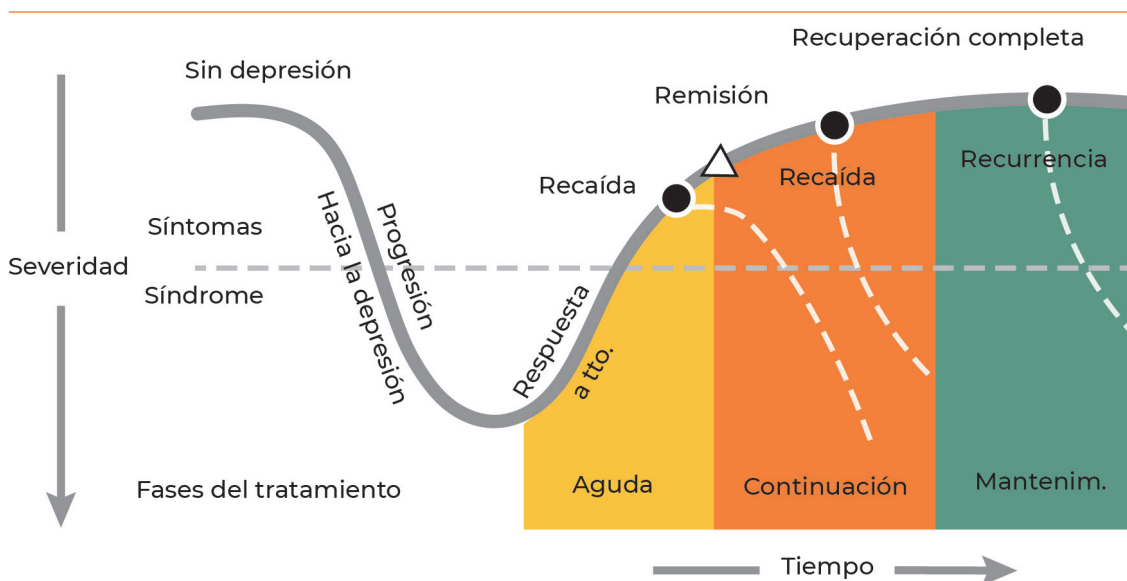 Recuperación completa
Sin depresión
Remisión
Recaída
Recaída
Recurrencia
Síntomas
Severidad
Síndrome
Hacia la depresión
Progresión
Respuesta
a tto.
Fases del tratamiento
Aguda
Continuación
Mantenim.
Tiempo